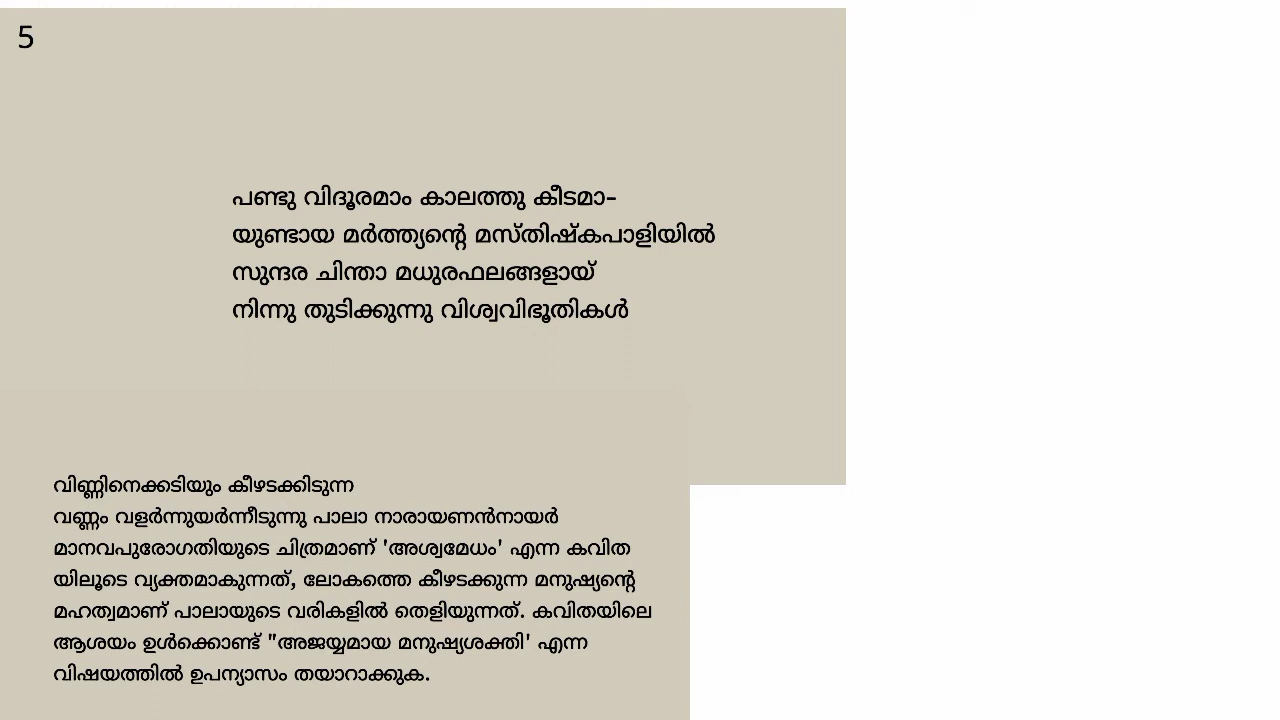 5
പണ്ടു വിദൂരമാം കാലത്തു കീടമാ-
യുണ്ടായ മർത്ത്യന്റെ മസ്തിഷ്കപാളിയിൽ
സുന്ദര ചിന്താ മധുരഫലങ്ങളായ്
നിന്നു തുടിക്കുന്നു വിശ്വവിഭൂതികൾ
വിണ്ണിനെക്കടിയും കീഴടക്കിടുന്ന
വണ്ണം വളർന്നുയർന്നീടുന്നു പാലാ നാരായണൻനായർ
മാനവപുരോഗതിയുടെ ചിത്രമാണ് 'അശ്വമേധം' എന്ന കവിത
യിലൂടെ വ്യക്തമാകുന്നത്, ലോകത്തെ കീഴടക്കുന്ന മനുഷ്യന്റെ
മഹത്വമാണ് പാലായുടെ വരികളിൽ തെളിയുന്നത്. കവിതയിലെ
ആശയം ഉൾക്കൊണ്ട് "അജയ്യമായ മനുഷ്യശക്തി' എന്ന
വിഷയത്തിൽ ഉപന്യാസം തയാറാക്കുക.